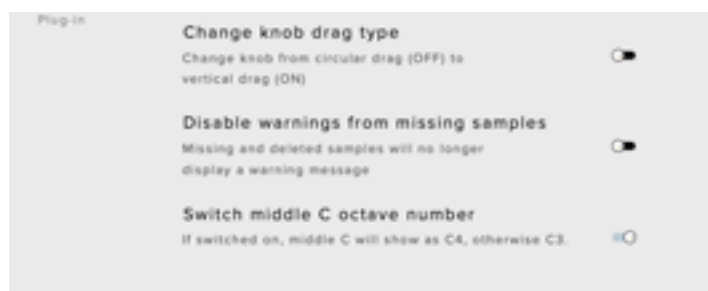 Plug-in
Change knob drag type
Change knob from circular drag (OFF) to
vertical drag (ON)
Disable warnings from missing samples
Missing and deleted samples will no longer
display a warning message
Switch middle C octave number
If switched on, middle C will show as C4, otherwise C3.